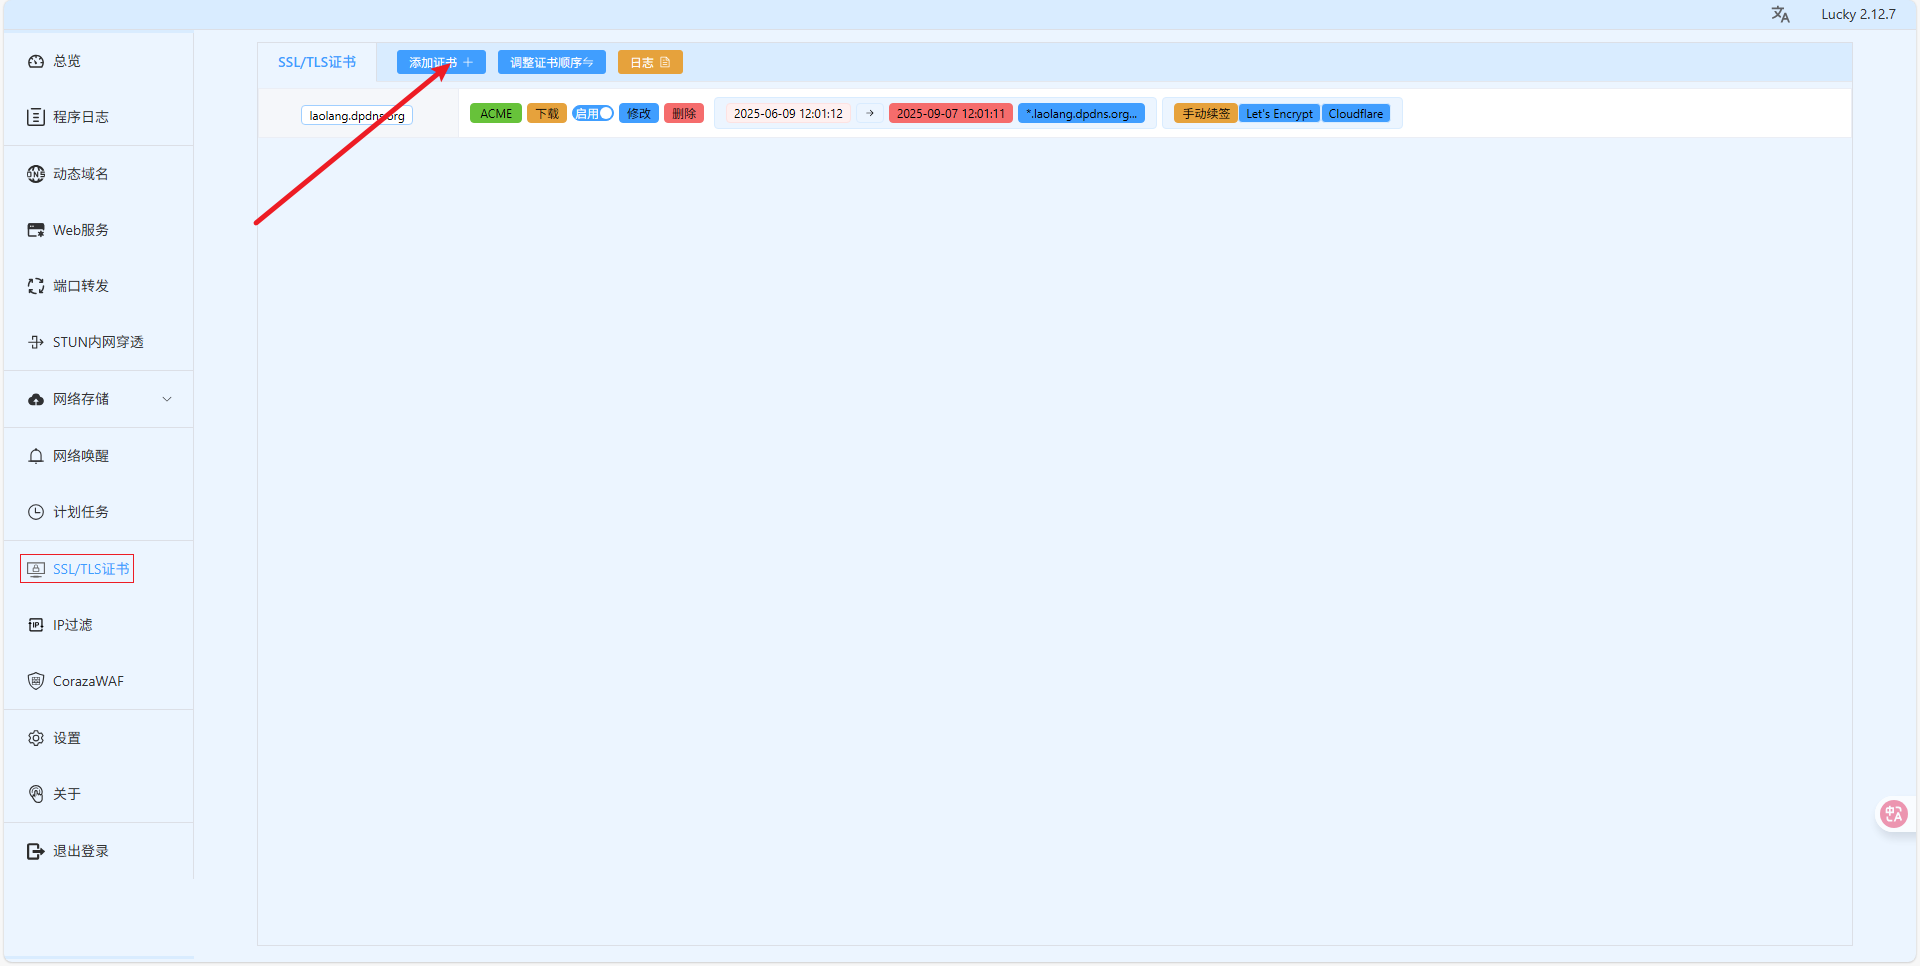 Lucky 2.12.7
总览
程序日志
动态域名
Web服务
端口转发
STUN内网穿透
网络存储
网络唤醒
计划任务
SSL/TLS证书
IP过滤
CorazaWAF
设置
关于
退出登录
SSL/TLS证书 添加证书 调整证书顺序 日志
laolang.dpdns.org ACME 下载 启用 修改 删除 2025-06-09 12:01:12 → 2025-09-07 12:01:11 *.laolang.dpdns.org... 手动续签 Let's Encrypt Cloudflare